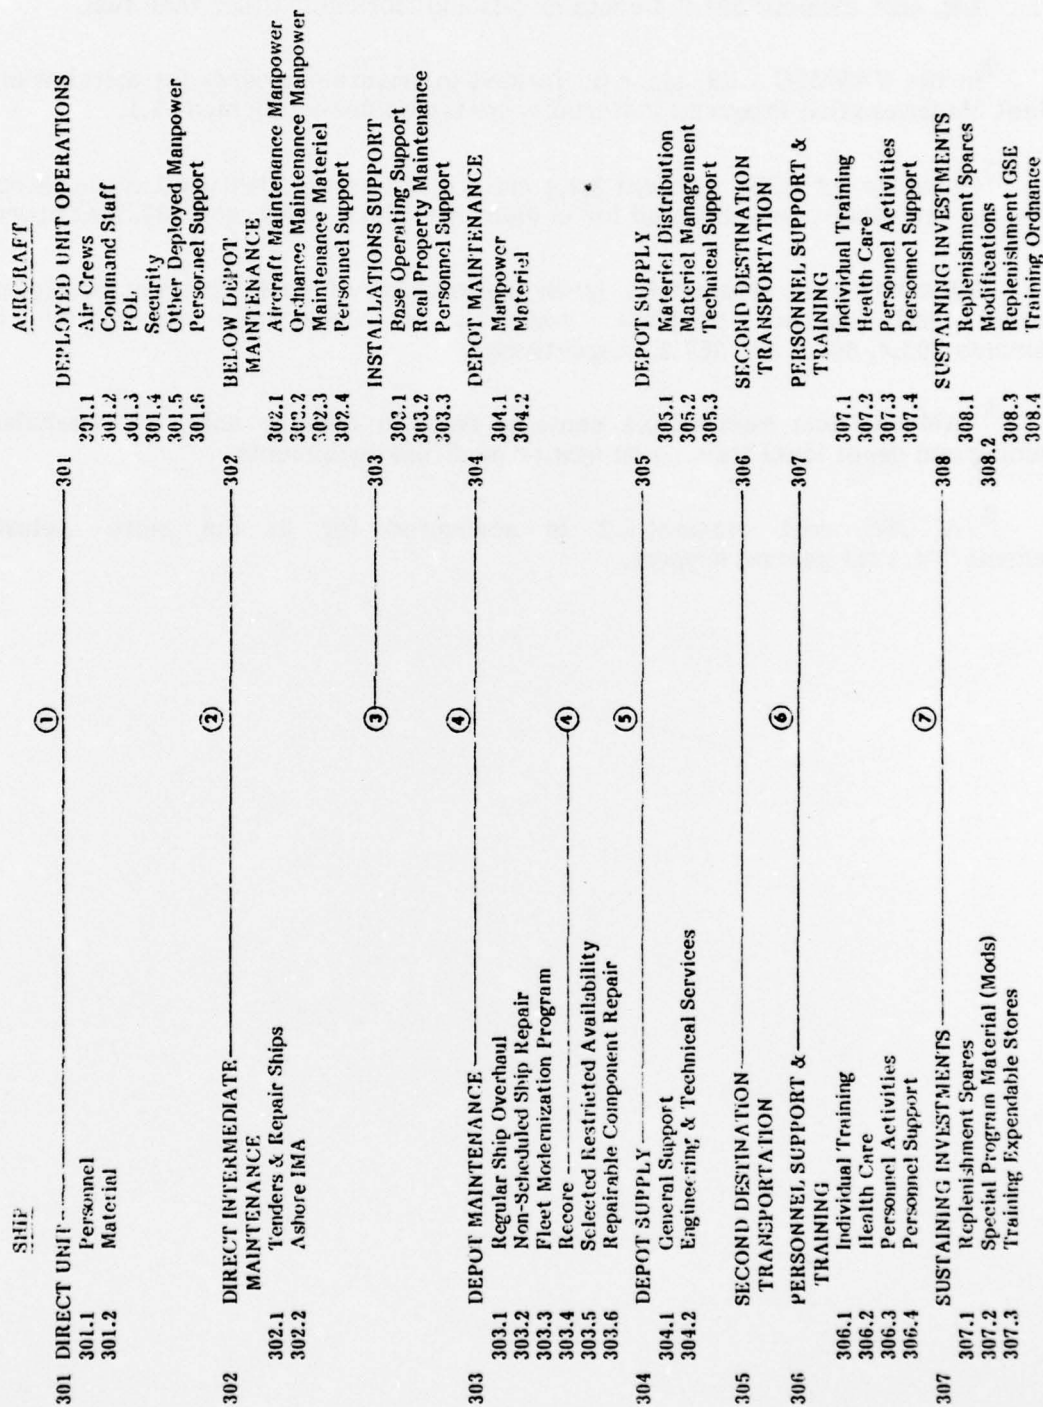 SHIP AIRCRAFT
301 DIRECT UNIT ① 301 DEPLOYED UNIT OPERATIONS
301.1 Personnel 301.1 Air Crews
301.2 Material 301.2 Command Staff
301.3 POL
301.4 Security
301.5 Other Deployed Manpower
301.6 Personnel Support
302 DIRECT INTERMEDIATE ② 302 BELOW DEPOT
MAINTENANCE MAINTENANCE
302.1 Tenders & Repair Ships 302.1 Aircraft Maintenance Manpower
302.2 Ashore IMA 302.2 Ordnance Maintenance Manpower
302.3 Maintenance Materiel
302.4 Personnel Support
③ 303 INSTALLATIONS SUPPORT
303.1 Base Operating Support
303.2 Real Property Maintenance
303.3 Personnel Support
303 DEPOT MAINTENANCE ④ 304 DEPOT MAINTENANCE
303.1 Regular Ship Overhaul 304.1 Manpower
303.2 Non-Scheduled Ship Repair 304.2 Materiel
303.3 Fleet Modernization Program
303.4 Recore ④
303.5 Selected Restricted Availability
303.6 Repairable Component Repair
304 DEPOT SUPPLY ⑤ 305 DEPOT SUPPLY
304.1 General Support 305.1 Materiel Distribution
304.2 Engineering & Technical Services 305.2 Materiel Management
305.3 Technical Support
305 SECOND DESTINATION 306 SECOND DESTINATION
TRANSPORTATION TRANSPORTATION
306 PERSONNEL SUPPORT & ⑥ 307 PERSONNEL SUPPORT &
TRAINING TRAINING
306.1 Individual Training 307.1 Individual Training
306.2 Health Care 307.2 Health Care
306.3 Personnel Activities 307.3 Personnel Activities
306.4 Personnel Support 307.4 Personnel Support
307 SUSTAINING INVESTMENTS ⑦ 308 SUSTAINING INVESTMENTS
307.1 Replenishment Spares 308.1 Replenishment Spares
307.2 Special Program Material (Mods) 308.2 Modifications
307.3 Training Expendable Stores 308.3 Replenishment GSE
308.4 Training Ordnance